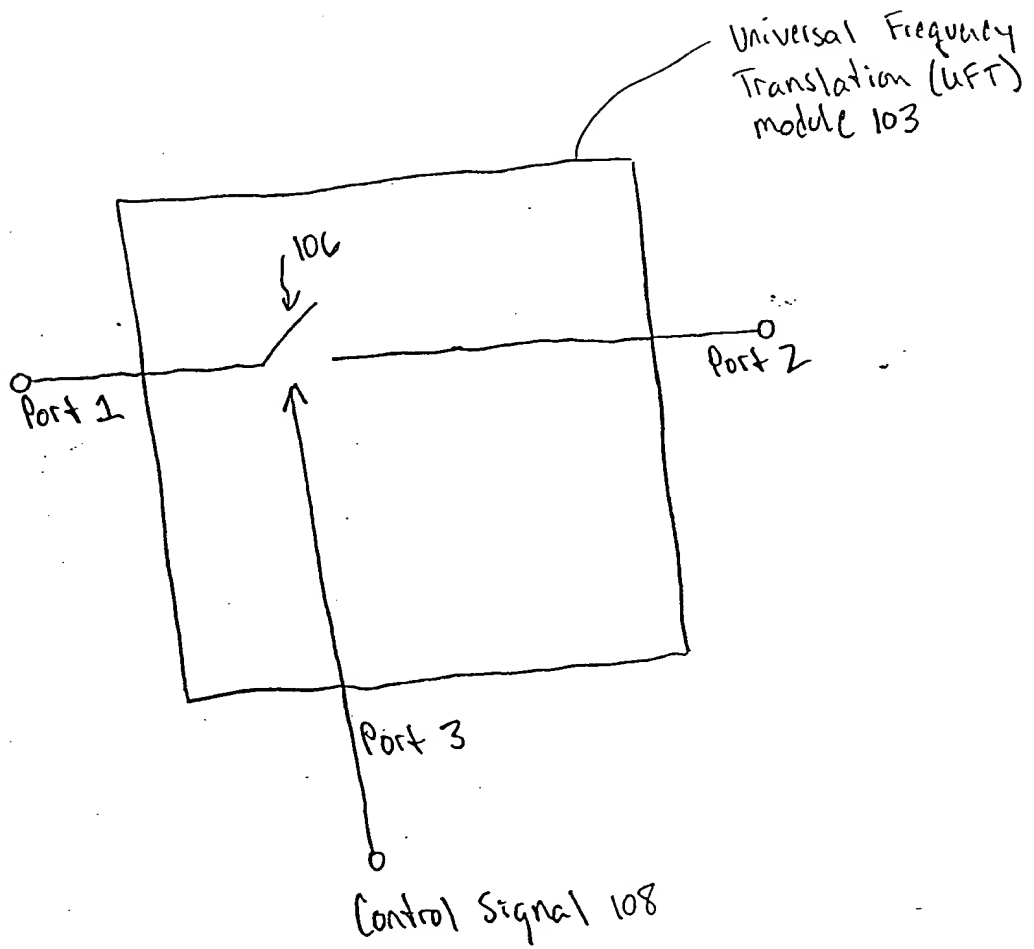 Universal Frequency
Translation (UFT)
module 103
106
Port 1
Port 2
Port 3
Control Signal 108